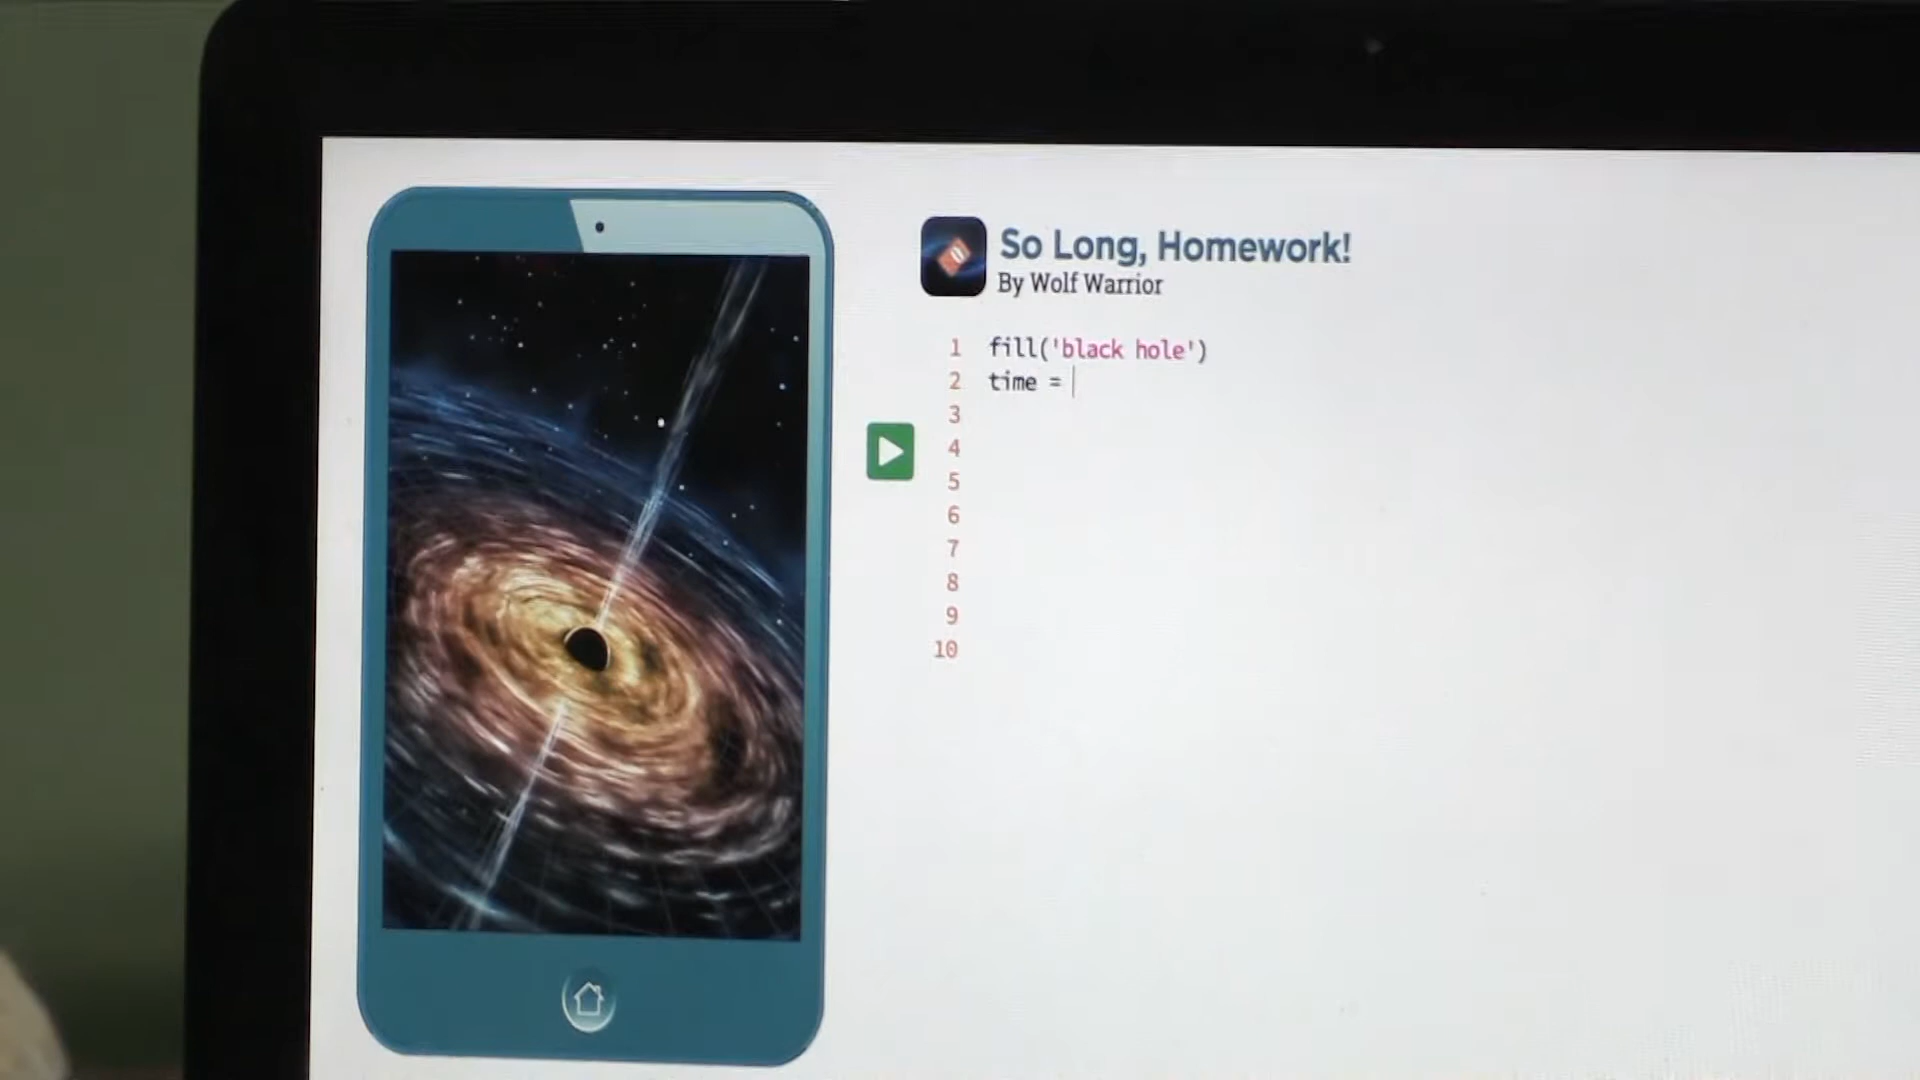 So Long, Homework!
By Wolf Warrior
1 fill('black hole')
2 time =
3
4
5
6
7
8
9
10